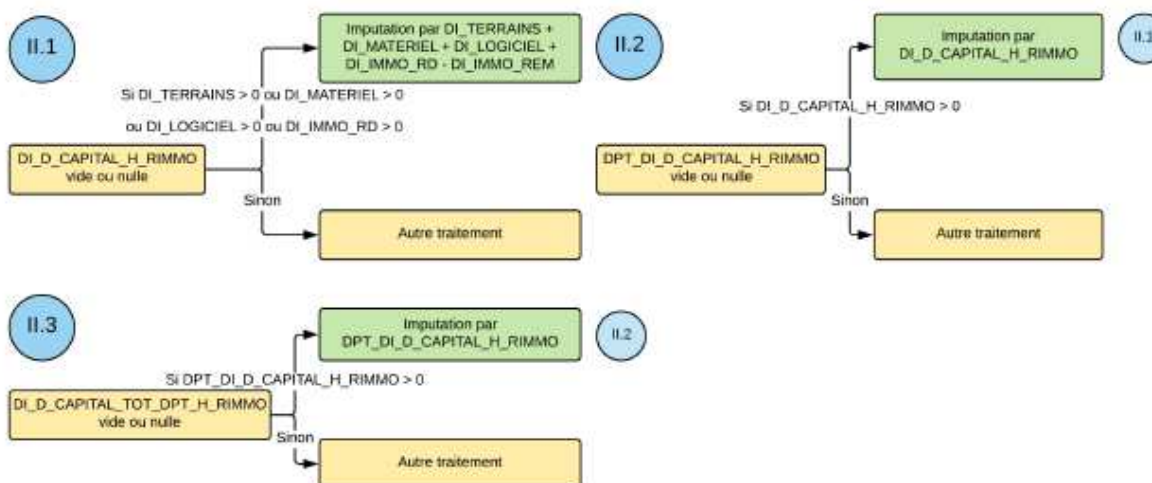 II.1
Imputation par DI_TERRAINS +
DI_MATERIEL + DI_LOGICIEL +
DI_IMMO_RD - DI_IMMO_REM
Si DI_TERRAINS > 0 ou DI_MATERIEL > 0
ou DI_LOGICIEL > 0 ou DI_IMMO_RD > 0
DI_D_CAPITAL_H_RIMMO
vide ou nulle
Sinon
Autre traitement
II.2
Imputation par
DI_D_CAPITAL_H_RIMMO
II.1
Si DI_D_CAPITAL_H_RIMMO > 0
DPT_DI_D_CAPITAL_H_RIMMO
vide ou nulle
Sinon
Autre traitement
II.3
Imputation par
DPT_DI_D_CAPITAL_H_RIMMO
II.2
Si DPT_DI_D_CAPITAL_H_RIMMO > 0
DI_D_CAPITAL_TOT_DPT_H_RIMMO
vide ou nulle
Sinon
Autre traitement